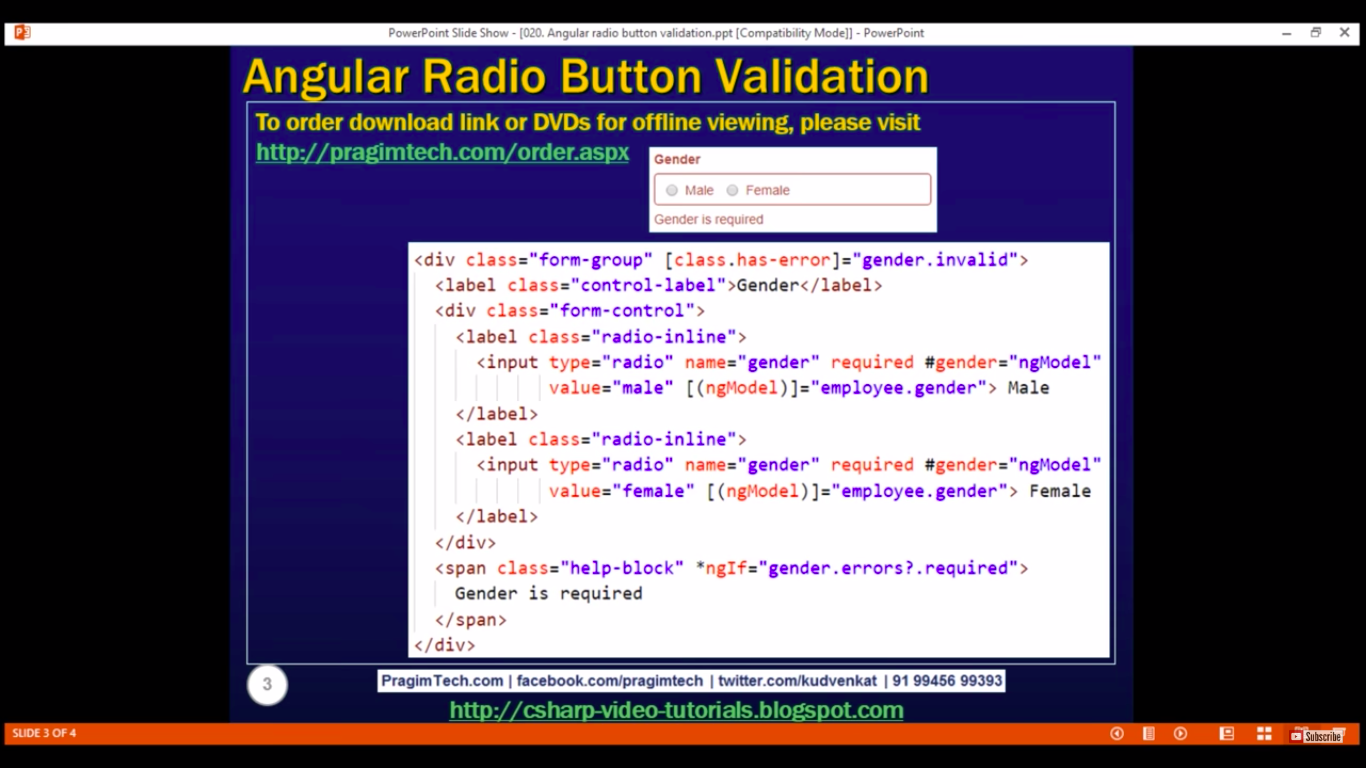 PowerPoint Slide Show - [020. Angular radio button validation.ppt [Compatibility Mode]] - PowerPoint
Angular Radio Button Validation
To order download link or DVDs for offline viewing, please visit
http://pragimtech.com/order.aspx
Gender
Male Female
Gender is required
<div class="form-group" [class.has-error]="gender.invalid">
<label class="control-label">Gender</label>
<div class="form-control">
<label class="radio-inline">
<input type="radio" name="gender" required #gender="ngModel"
value="male" [(ngModel)]="employee.gender"> Male
</label>
<label class="radio-inline">
<input type="radio" name="gender" required #gender="ngModel"
value="female" [(ngModel)]="employee.gender"> Female
</label>
</div>
<span class="help-block" *ngIf="gender.errors?.required">
Gender is required
</span>
</div>
3
PragimTech.com | facebook.com/pragimtech | twitter.com/kudvenkat | 91 99456 99393
http://csharp-video-tutorials.blogspot.com
SLIDE 3 OF 4
Subscribe